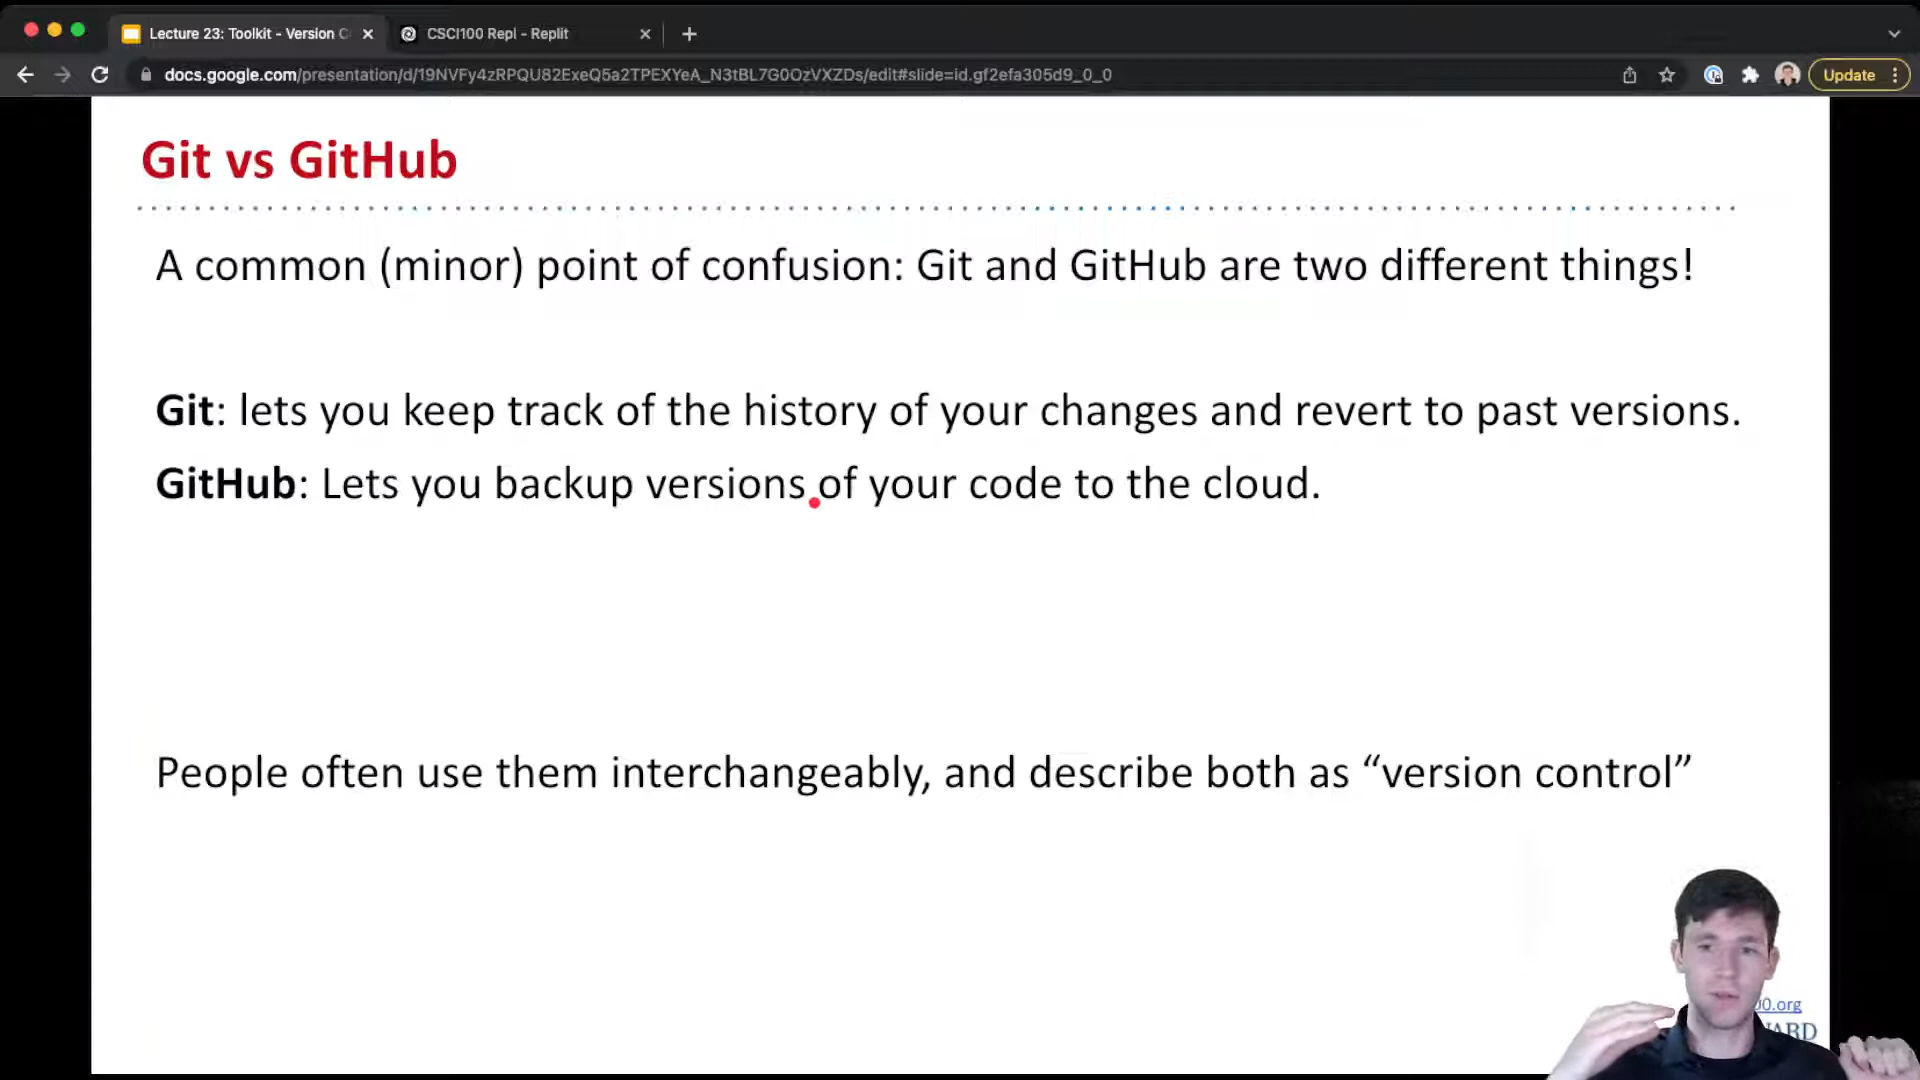 Lecture 23: Toolkit - Version C
CSCI100 Repl - Replit
docs.google.com/presentation/d/19NVFy4zRPQU82ExeQ5a2TPEXYeA_N3tBL7G0OzVXZDs/edit#slide=id.gf2efa305d9_0_0
Update
Git vs GitHub
A common (minor) point of confusion: Git and GitHub are two different things!
Git: lets you keep track of the history of your changes and revert to past versions.
GitHub: Lets you backup versions of your code to the cloud.
People often use them interchangeably, and describe both as “version control”
00.org
ARD